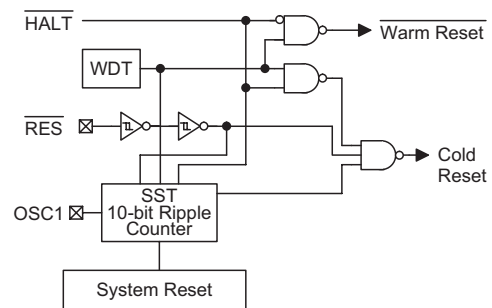 HALT
Warm Reset
WDT
RES
Cold
Reset
SST
10-bit Ripple
Counter
OSC1
System Reset